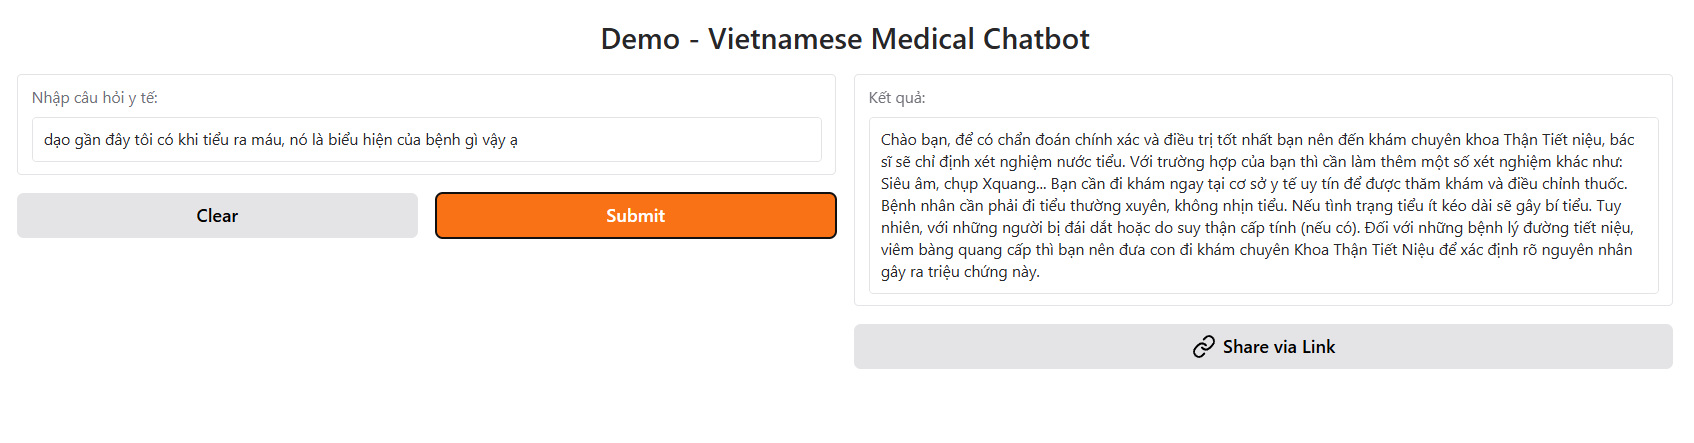 Demo - Vietnamese Medical Chatbot
Nhập câu hỏi y tế:
dạo gần đây tôi có khi tiểu ra máu, nó là biểu hiện của bệnh gì vậy ạ
Clear
Submit
Kết quả:
Chào bạn, để có chẩn đoán chính xác và điều trị tốt nhất bạn nên đến khám chuyên khoa Thận Tiết niệu, bác
sĩ sẽ chỉ định xét nghiệm nước tiểu. Với trường hợp của bạn thì cần làm thêm một số xét nghiệm khác như:
Siêu âm, chụp Xquang... Bạn cần đi khám ngay tại cơ sở y tế uy tín để được thăm khám và điều chỉnh thuốc.
Bệnh nhân cần phải đi tiểu thường xuyên, không nhịn tiểu. Nếu tình trạng tiểu ít kéo dài sẽ gây bí tiểu. Tuy
nhiên, với những người bị đái dắt hoặc do suy thận cấp tính (nếu có). Đối với những bệnh lý đường tiết niệu,
viêm bàng quang cấp thì bạn nên đưa con đi khám chuyên Khoa Thận Tiết Niệu để xác định rõ nguyên nhân
gây ra triệu chứng này.
Share via Link